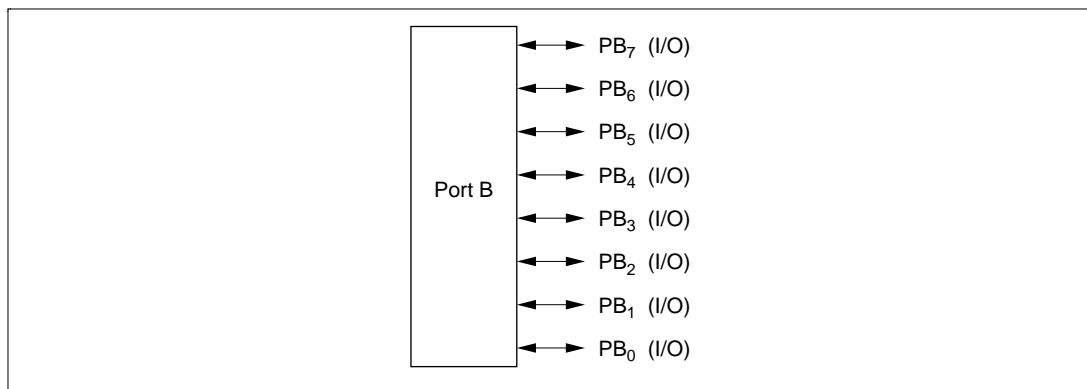 PB7 (I/O)
PB6 (I/O)
PB5 (I/O)
PB4 (I/O)
Port B
PB3 (I/O)
PB2 (I/O)
PB1 (I/O)
PB0 (I/O)